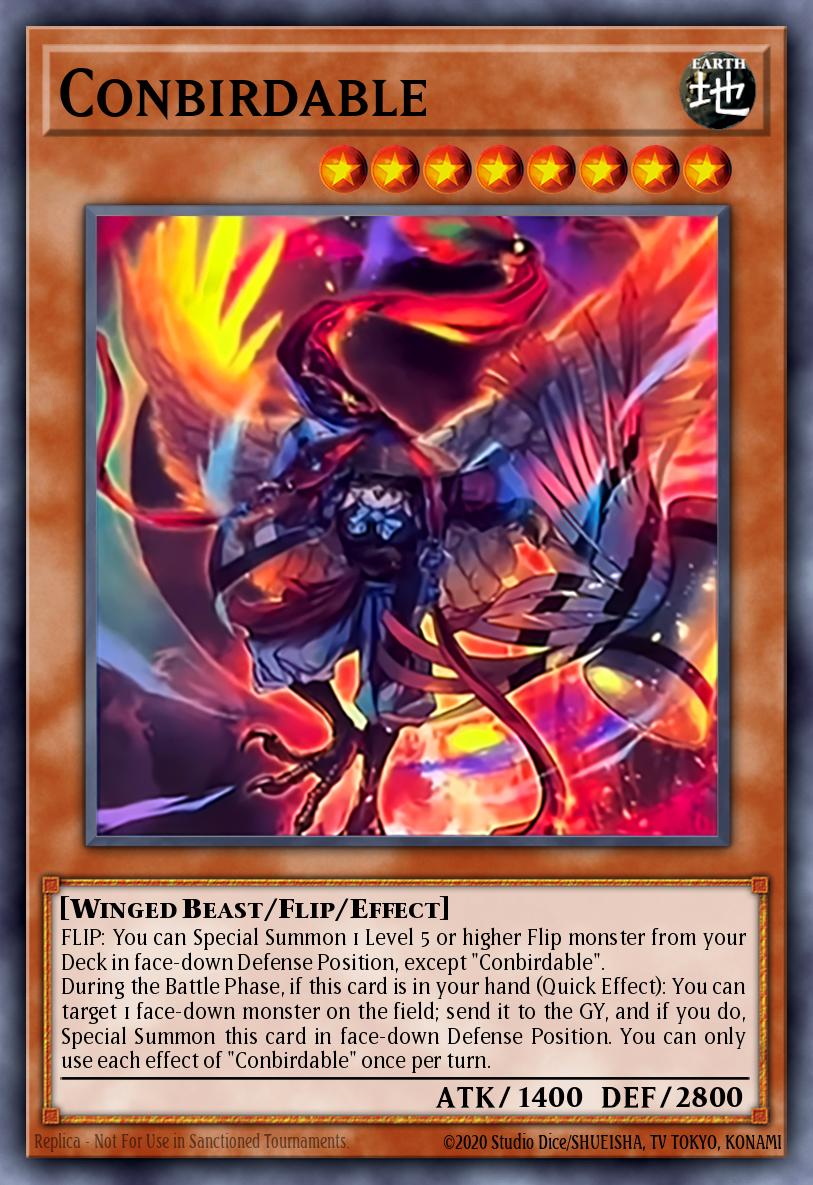 CONBIRDABLE
EARTH
地
[WINGED BEAST/FLIP/EFFECT]
FLIP: You can Special Summon 1 Level 5 or higher Flip monster from your
Deck in face-down Defense Position, except "Conbirdable".
During the Battle Phase, if this card is in your hand (Quick Effect): You can
target 1 face-down monster on the field; send it to the GY, and if you do,
Special Summon this card in face-down Defense Position. You can only
use each effect of "Conbirdable" once per turn.
ATK/1400 DEF/2800
Replica - Not For Use in Sanctioned Tournaments.
©2020 Studio Dice/SHUEISHA, TV TOKYO, KONAMI